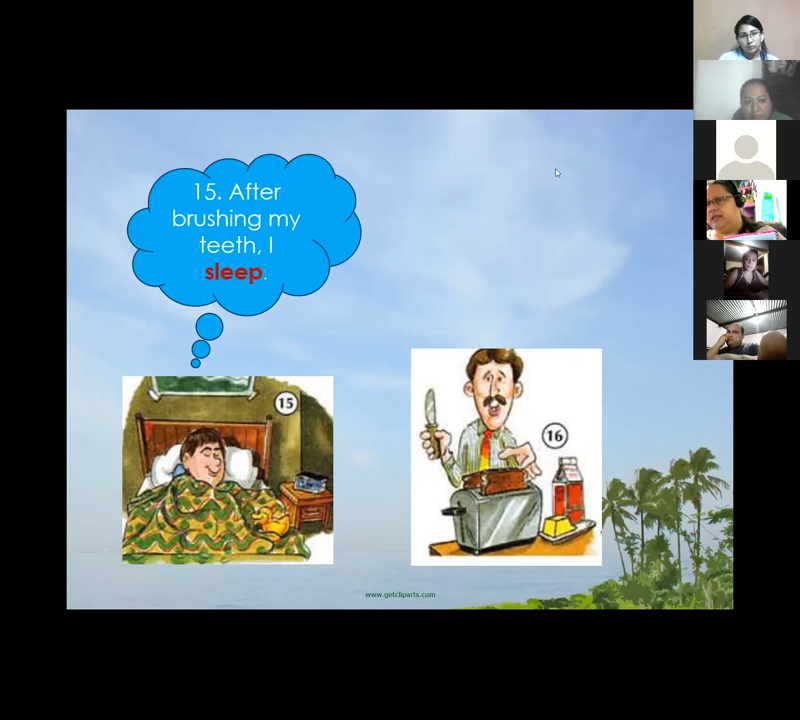 15. After
brushing my
teeth, I
sleep.
15
16
www.getcliparts.com